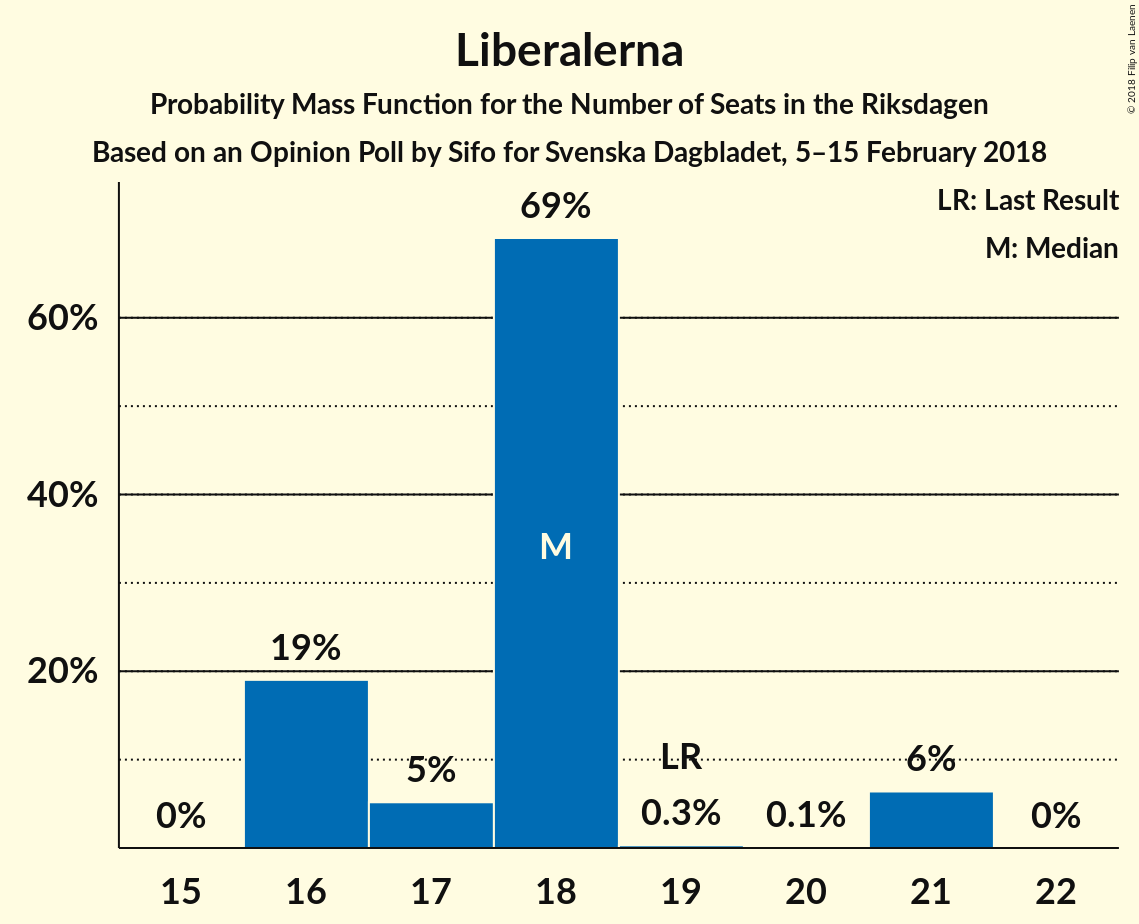 Liberalerna
Probability Mass Function for the Number of Seats in the Riksdagen
Based on an Opinion Poll by Sifo for Svenska Dagbladet, 5–15 February 2018
© 2018 Filip van Laenen
LR: Last Result
M: Median
69%
60%
40%
M
19%
20%
LR
5%
6%
0%
0.3%
0.1%
0%
15 16 17 18 19 20 21 22